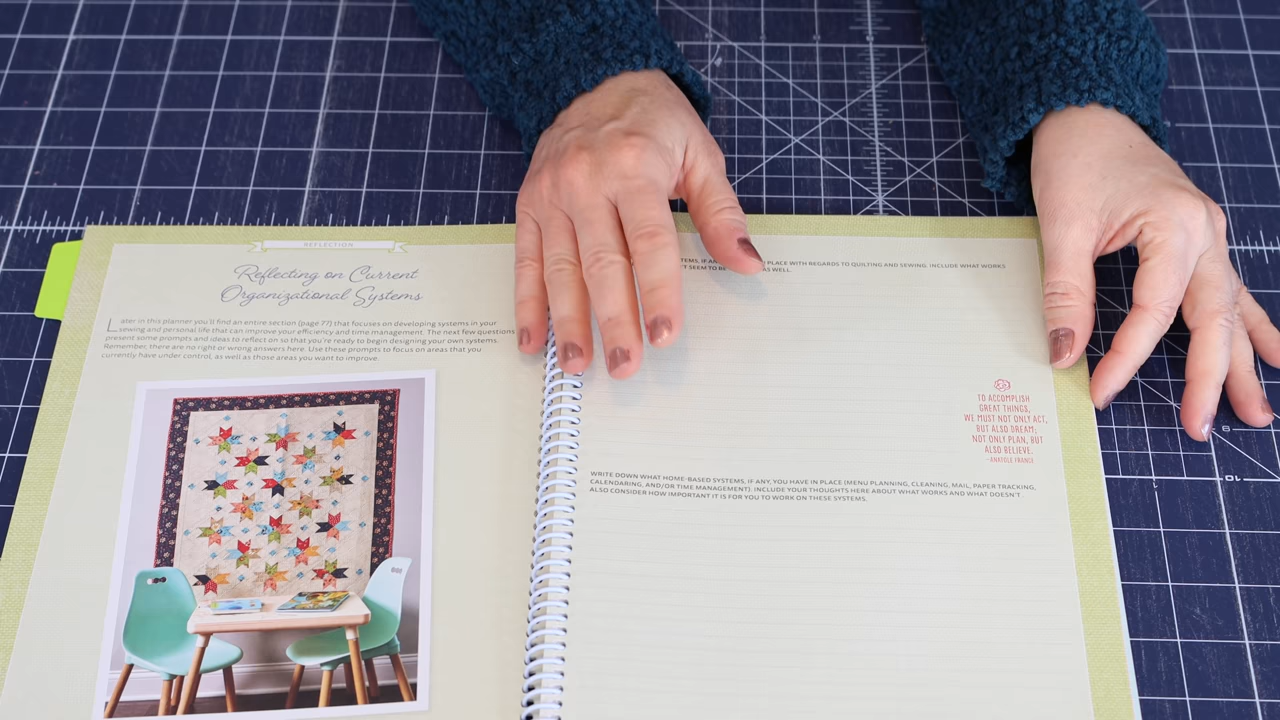 REFLECTION
Reflecting on Current
Organizational Systems
Later in this planner you'll find an entire section (page 77) that focuses on developing systems in your
sewing and personal life that can improve your efficiency and time management. The next few questions
present some prompts and ideas to reflect on so that you're ready to begin designing your own systems.
Remember, there are no right or wrong answers here. Use these prompts to focus on areas that you
currently have under control, as well as those areas you want to improve.
PLACE WITH REGARDS TO QUILTING AND SEWING. INCLUDE WHAT WORKS
SEEM TO BE AS WELL.
TO ACCOMPLISH
GREAT THINGS,
WE MUST NOT ONLY ACT,
BUT ALSO DREAM;
NOT ONLY PLAN, BUT
ALSO BELIEVE.
–ANATOLE FRANCE
WRITE DOWN WHAT HOME-BASED SYSTEMS, IF ANY, YOU HAVE IN PLACE (MENU PLANNING, CLEANING, MAIL, PAPER TRACKING,
CALENDARING, AND/OR TIME MANAGEMENT). INCLUDE YOUR THOUGHTS HERE ABOUT WHAT WORKS AND WHAT DOESN'T
ALSO CONSIDER HOW IMPORTANT IT IS FOR YOU TO WORK ON THESE SYSTEMS.
9
10